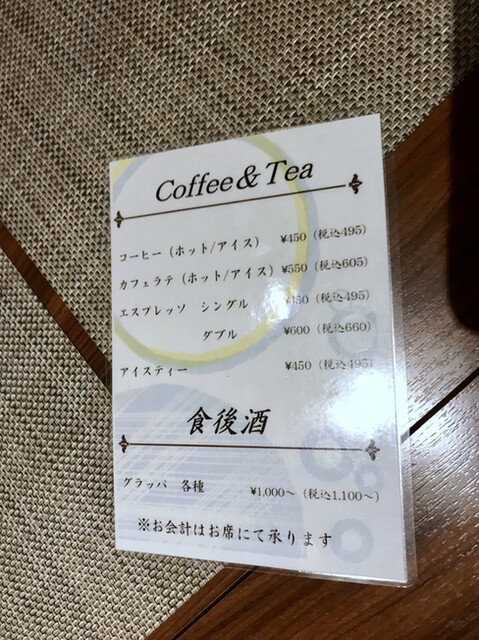 Coffee & Tea
コーヒー（ホット/アイス） ¥450（税込495）
カフェラテ（ホット/アイス） ¥550（税込605）
エスプレッソ シングル ¥450（税込495）
ダブル ¥600（税込660）
アイスティー ¥450（税込495）
食後酒
グラッパ 各種 ¥1,000～（税込1,100～）
※お会計はお席にて承ります